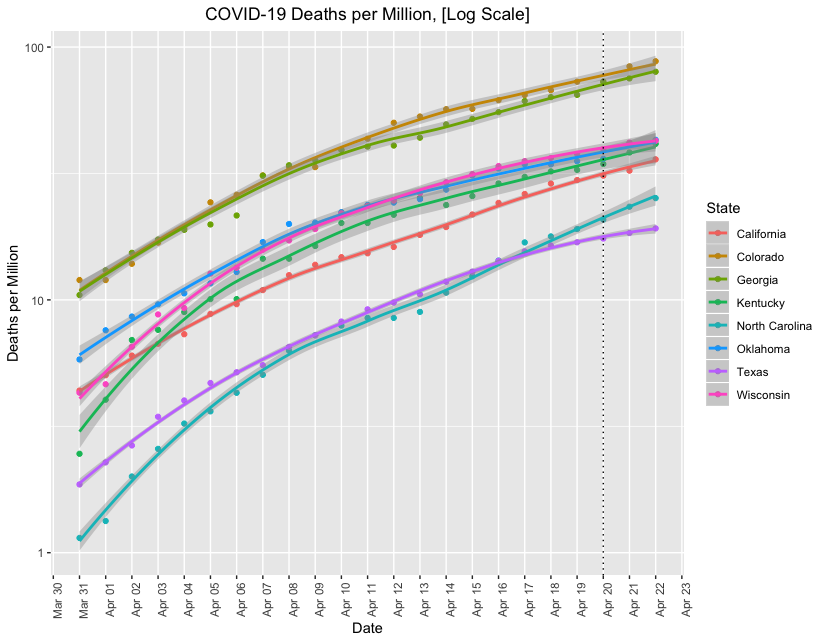 COVID-19 Deaths per Million, [Log Scale]
Deaths per Million
100
10
1
Mar 30
Mar 31
Apr 01
Apr 02
Apr 03
Apr 04
Apr 05
Apr 06
Apr 07
Apr 08
Apr 09
Apr 10
Apr 11
Apr 12
Apr 13
Apr 14
Apr 15
Apr 16
Apr 17
Apr 18
Apr 19
Apr 20
Apr 21
Apr 22
Apr 23
Date
State
California
Colorado
Georgia
Kentucky
North Carolina
Oklahoma
Texas
Wisconsin